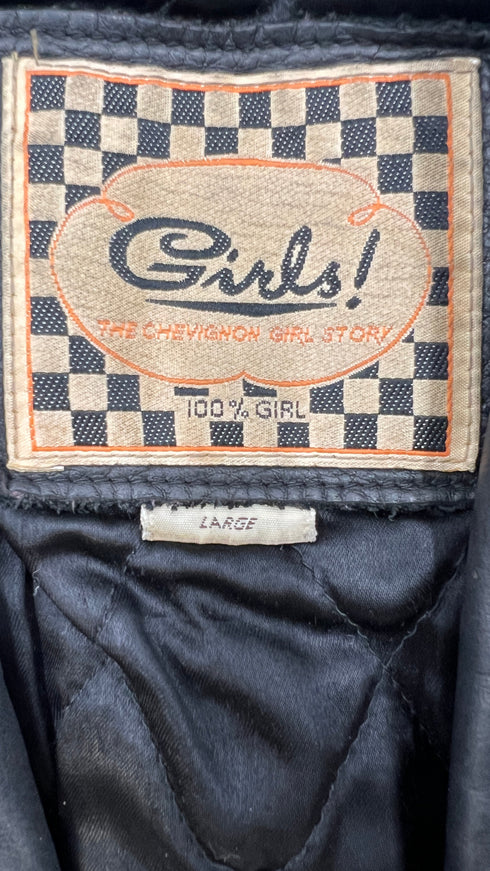 Girls!
THE CHEVIGNON GIRL STORY
100% GIRL
LARGE